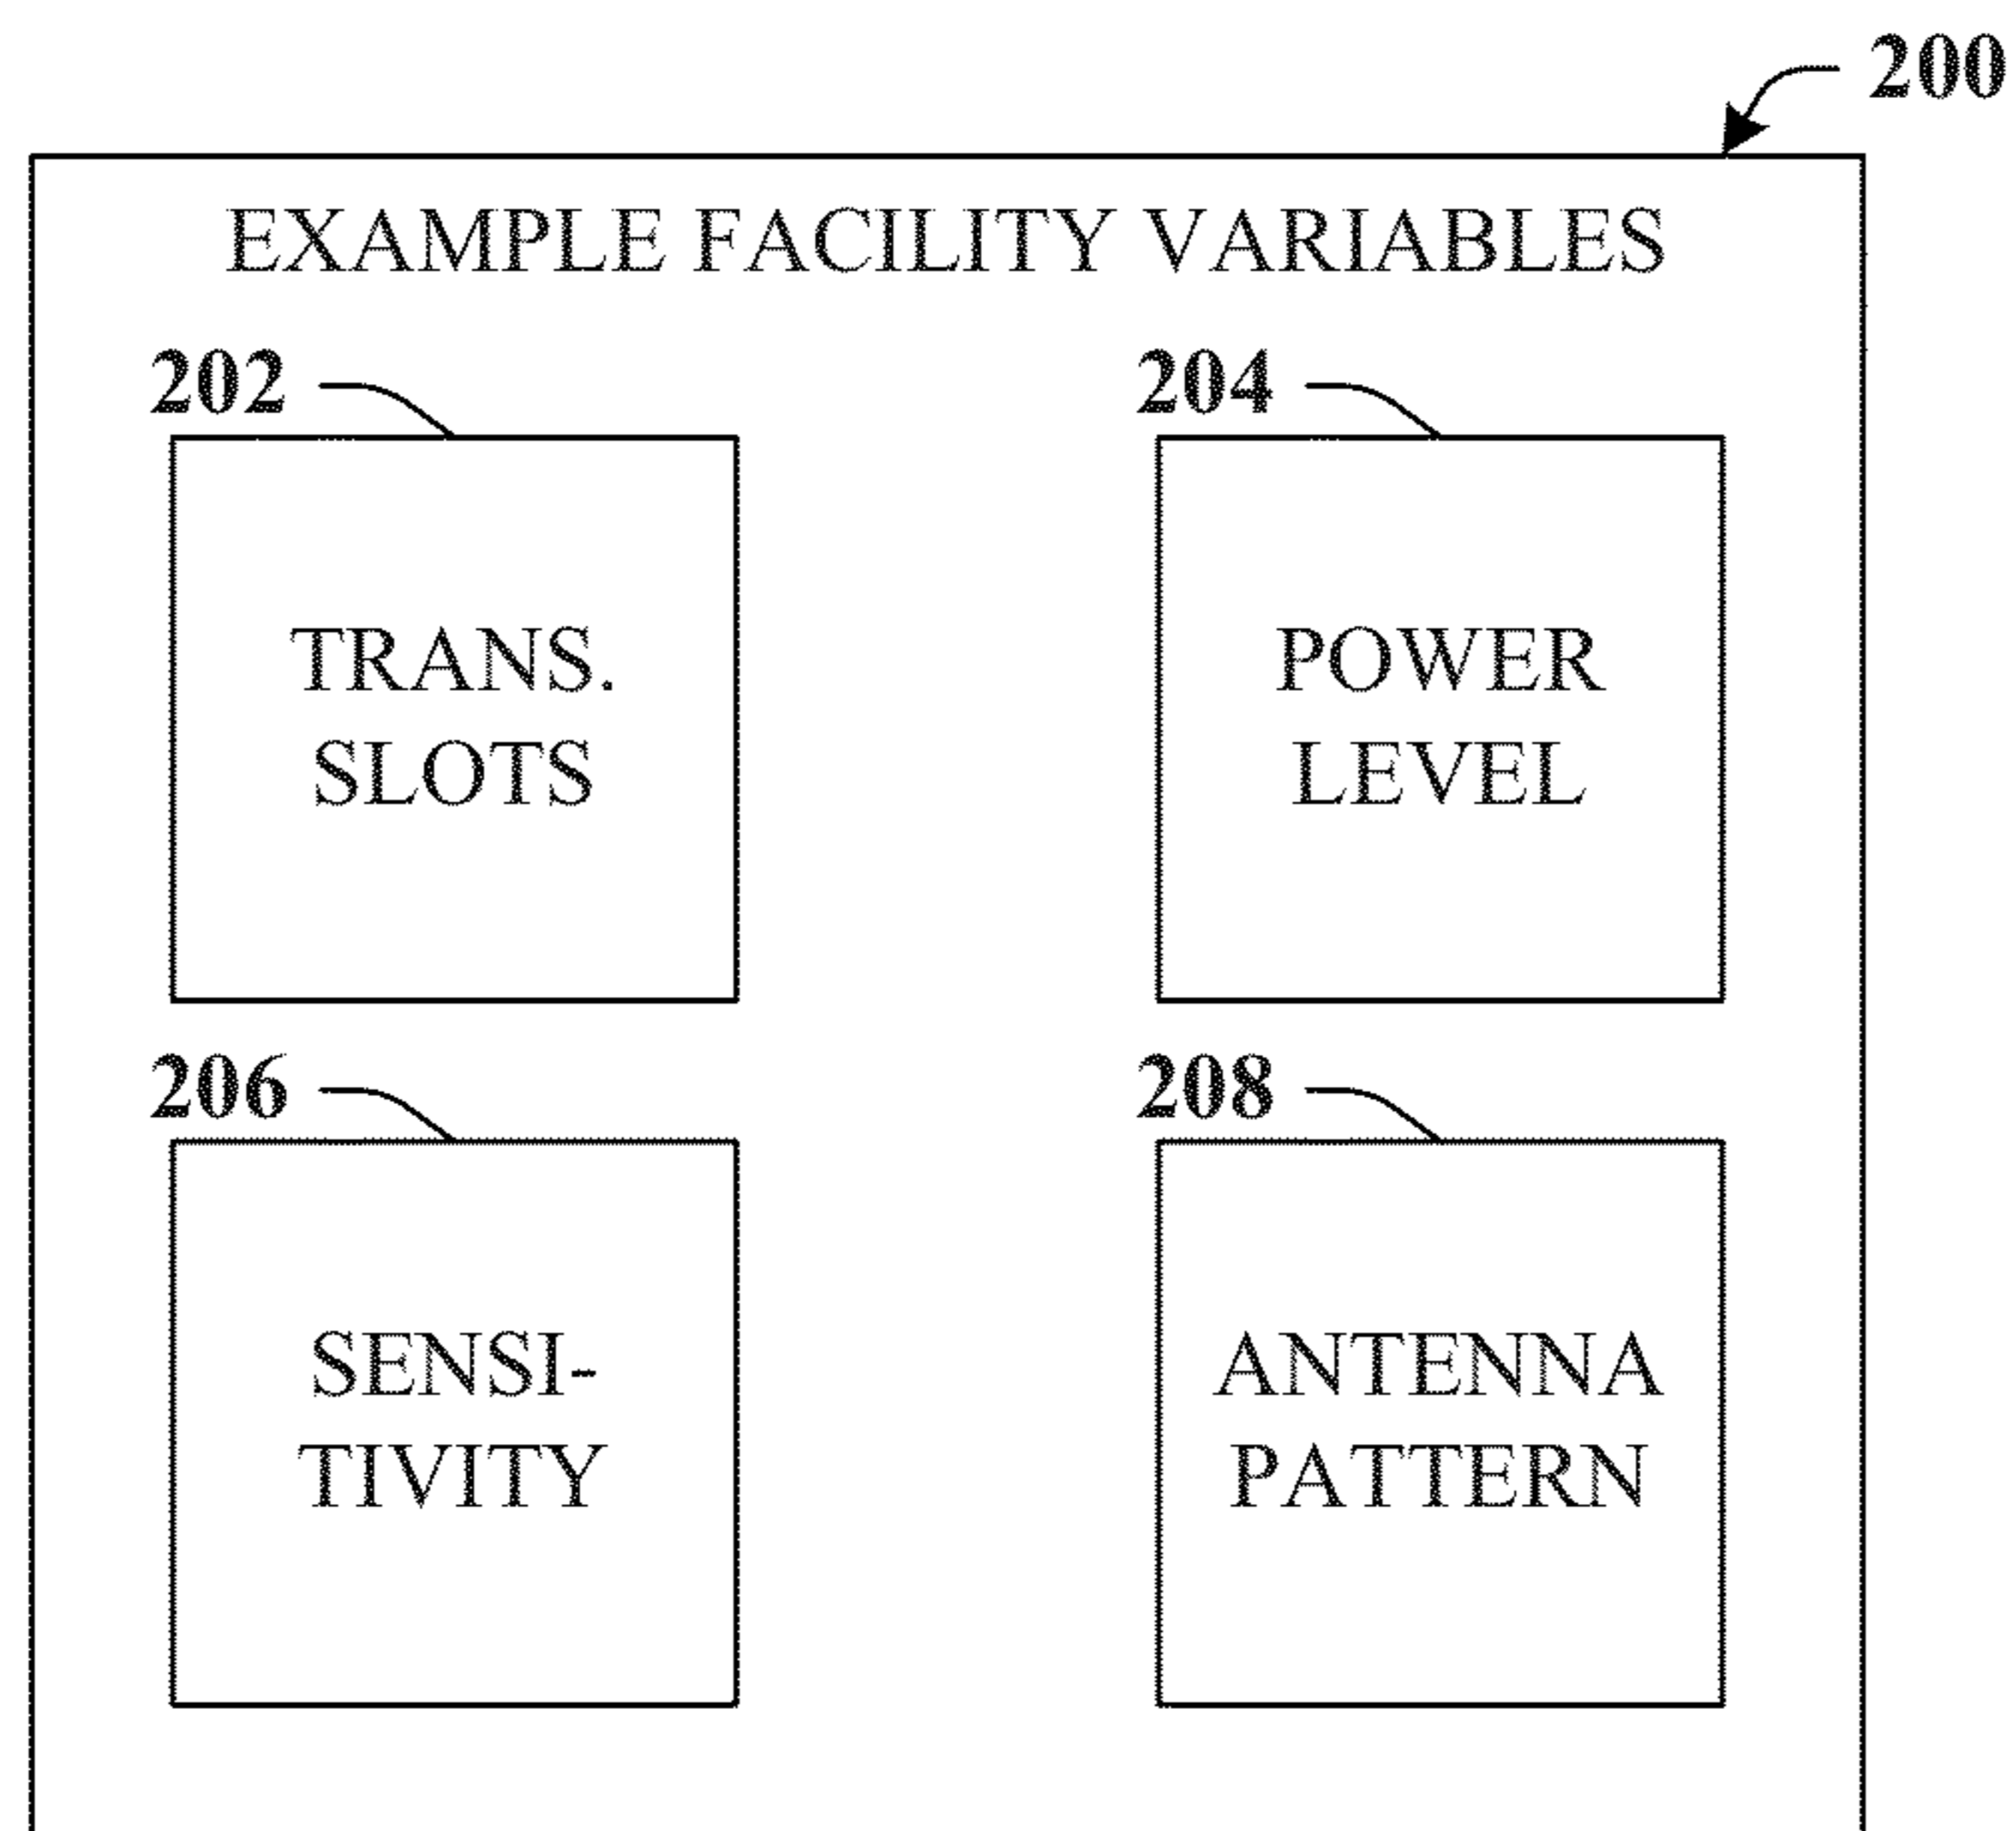 200
EXAMPLE FACILITY VARIABLES
202
204
TRANS.
SLOTS
POWER
LEVEL
206
208
SENSI-
TIVITY
ANTENNA
PATTERN